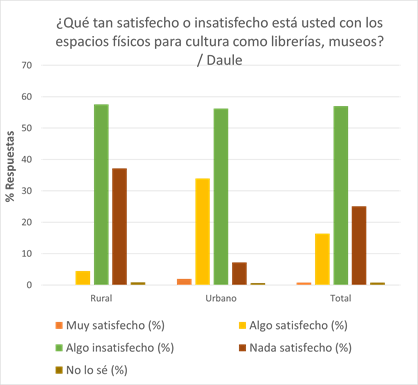 ¿Qué tan satisfecho o insatisfecho está usted con los
espacios físicos para cultura como librerías, museos?
/ Daule
% Respuestas
70
60
50
40
30
20
10
0
Rural Urbano Total
Muy satisfecho (%) Algo satisfecho (%)
Algo insatisfecho (%) Nada satisfecho (%)
No lo sé (%)